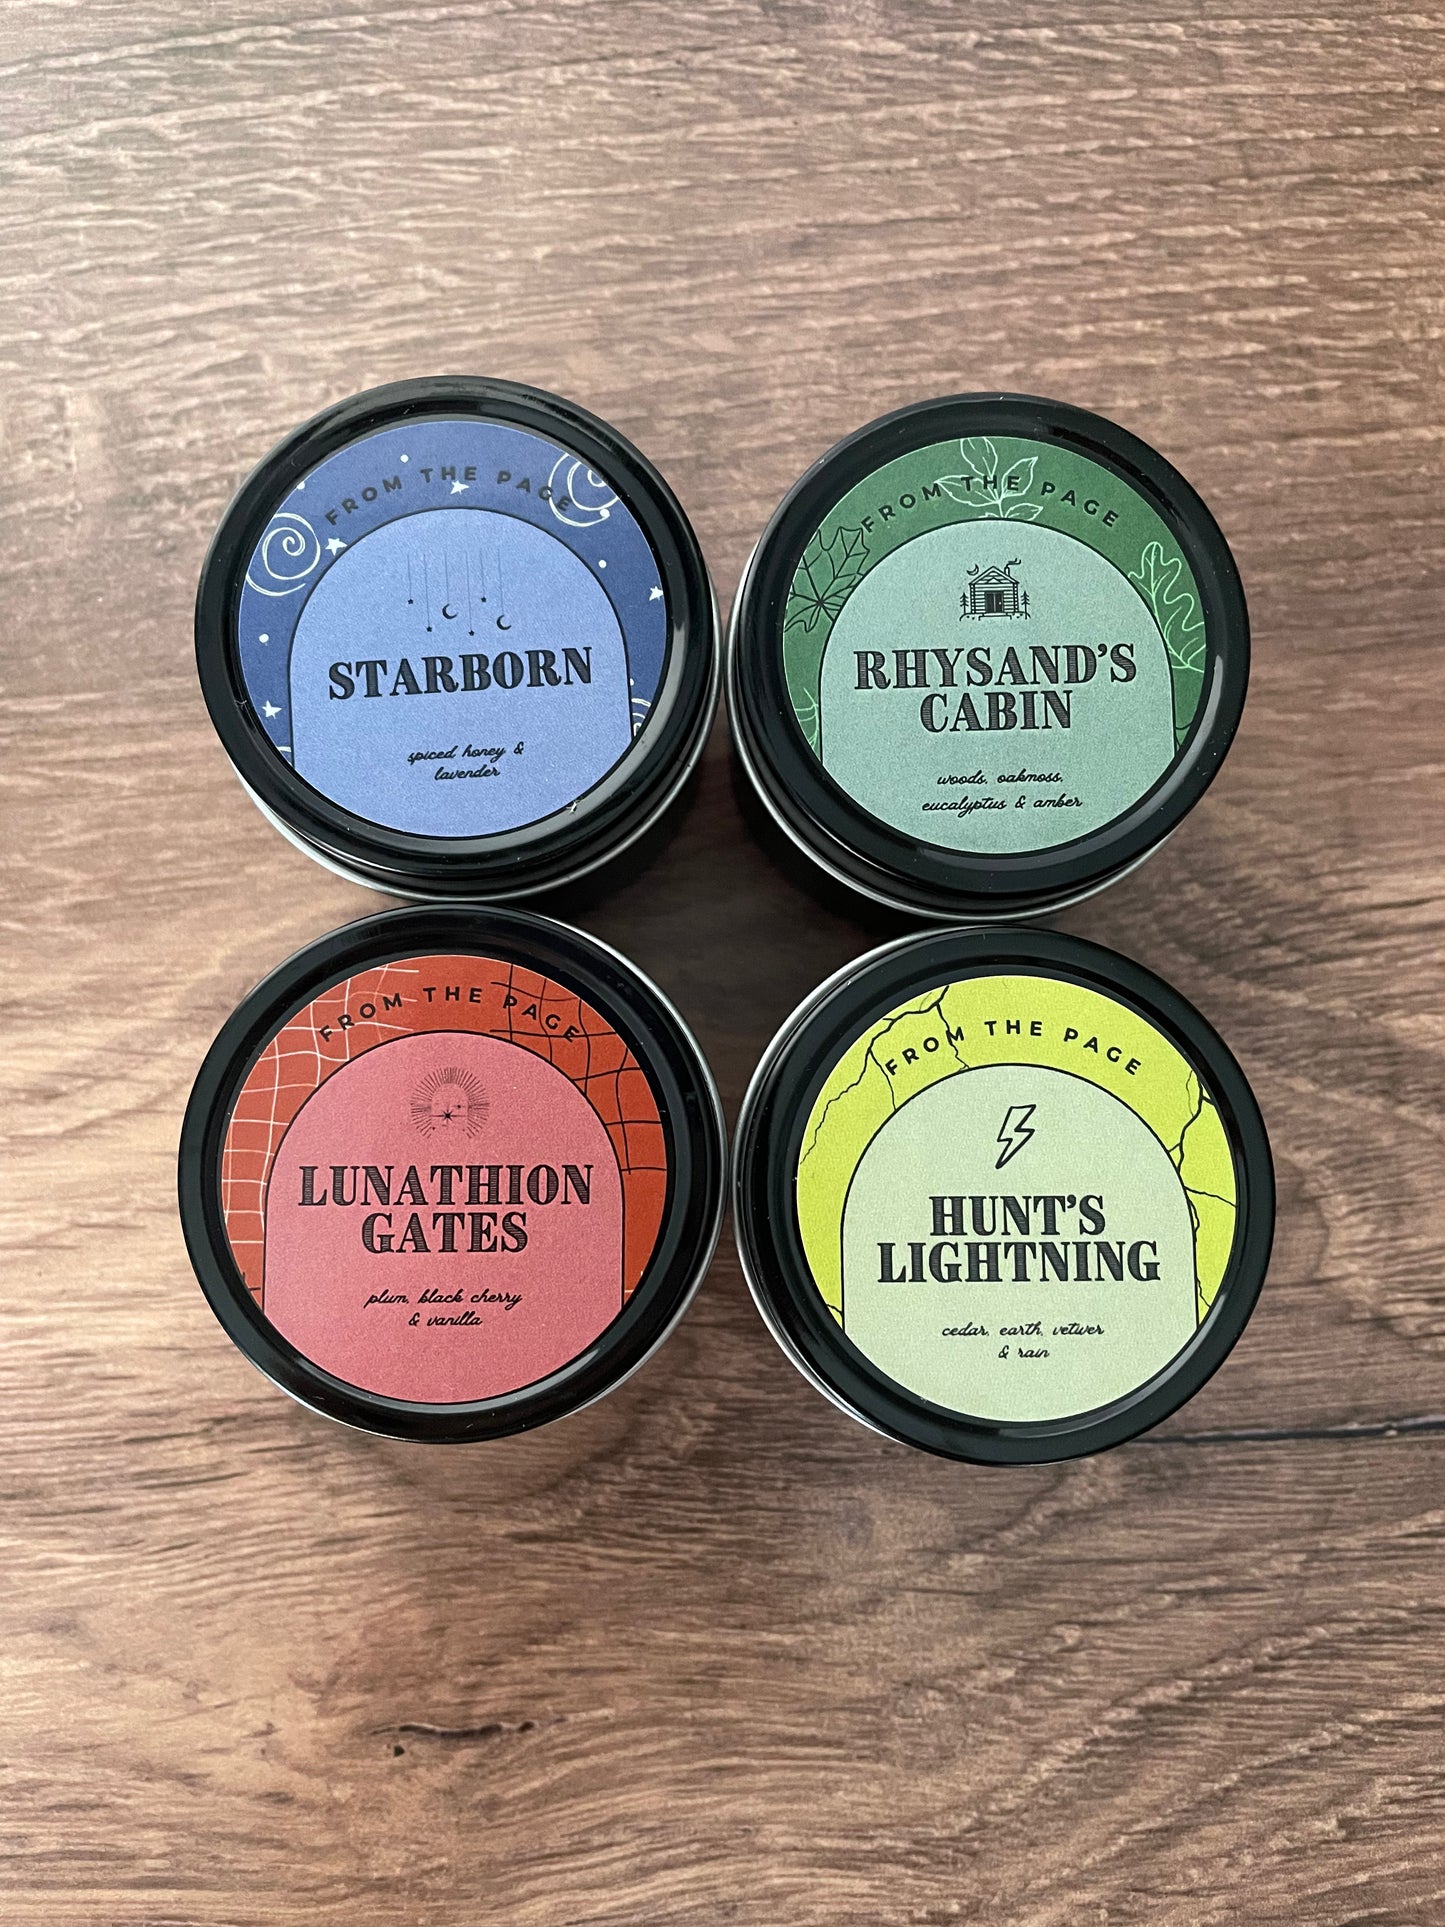 FROM THE PAGE
STARBORN
spiced honey &
lavender
FROM THE PAGE
RHYSAND'S
CABIN
woods, oakmoss,
eucalyptus & amber
FROM THE PAGE
LUNATHION
GATES
plum, black cherry
& vanilla
FROM THE PAGE
HUNT'S
LIGHTNING
cedar, earth, vetiver
& rain